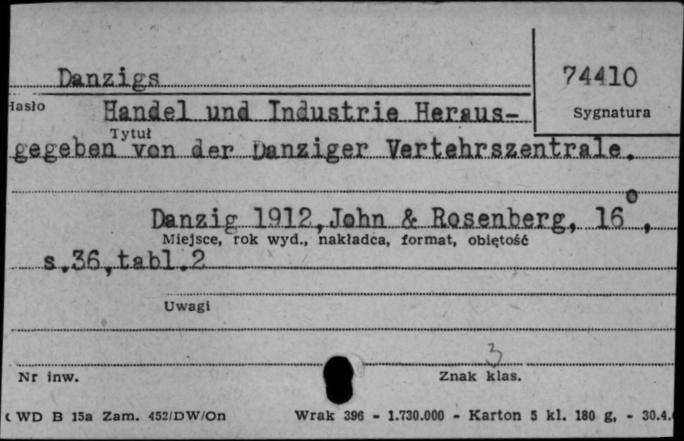 Danzigs
74410
Hasło
Handel und Industrie Heraus-
Sygnatura
Tytuł
gegeben von der Danziger Vertehrszentrale.
Danzig 1912, John & Rosenberg, 16°,
Miejsce, rok wyd., nakładca, format, objętość
s.36, tabl.2
Uwagi
3
Nr inw.
Znak klas.
WD B 15a Zam. 452/DW/On
Wrak 396 - 1.730.000 - Karton 5 kl. 180 g, - 30.4.